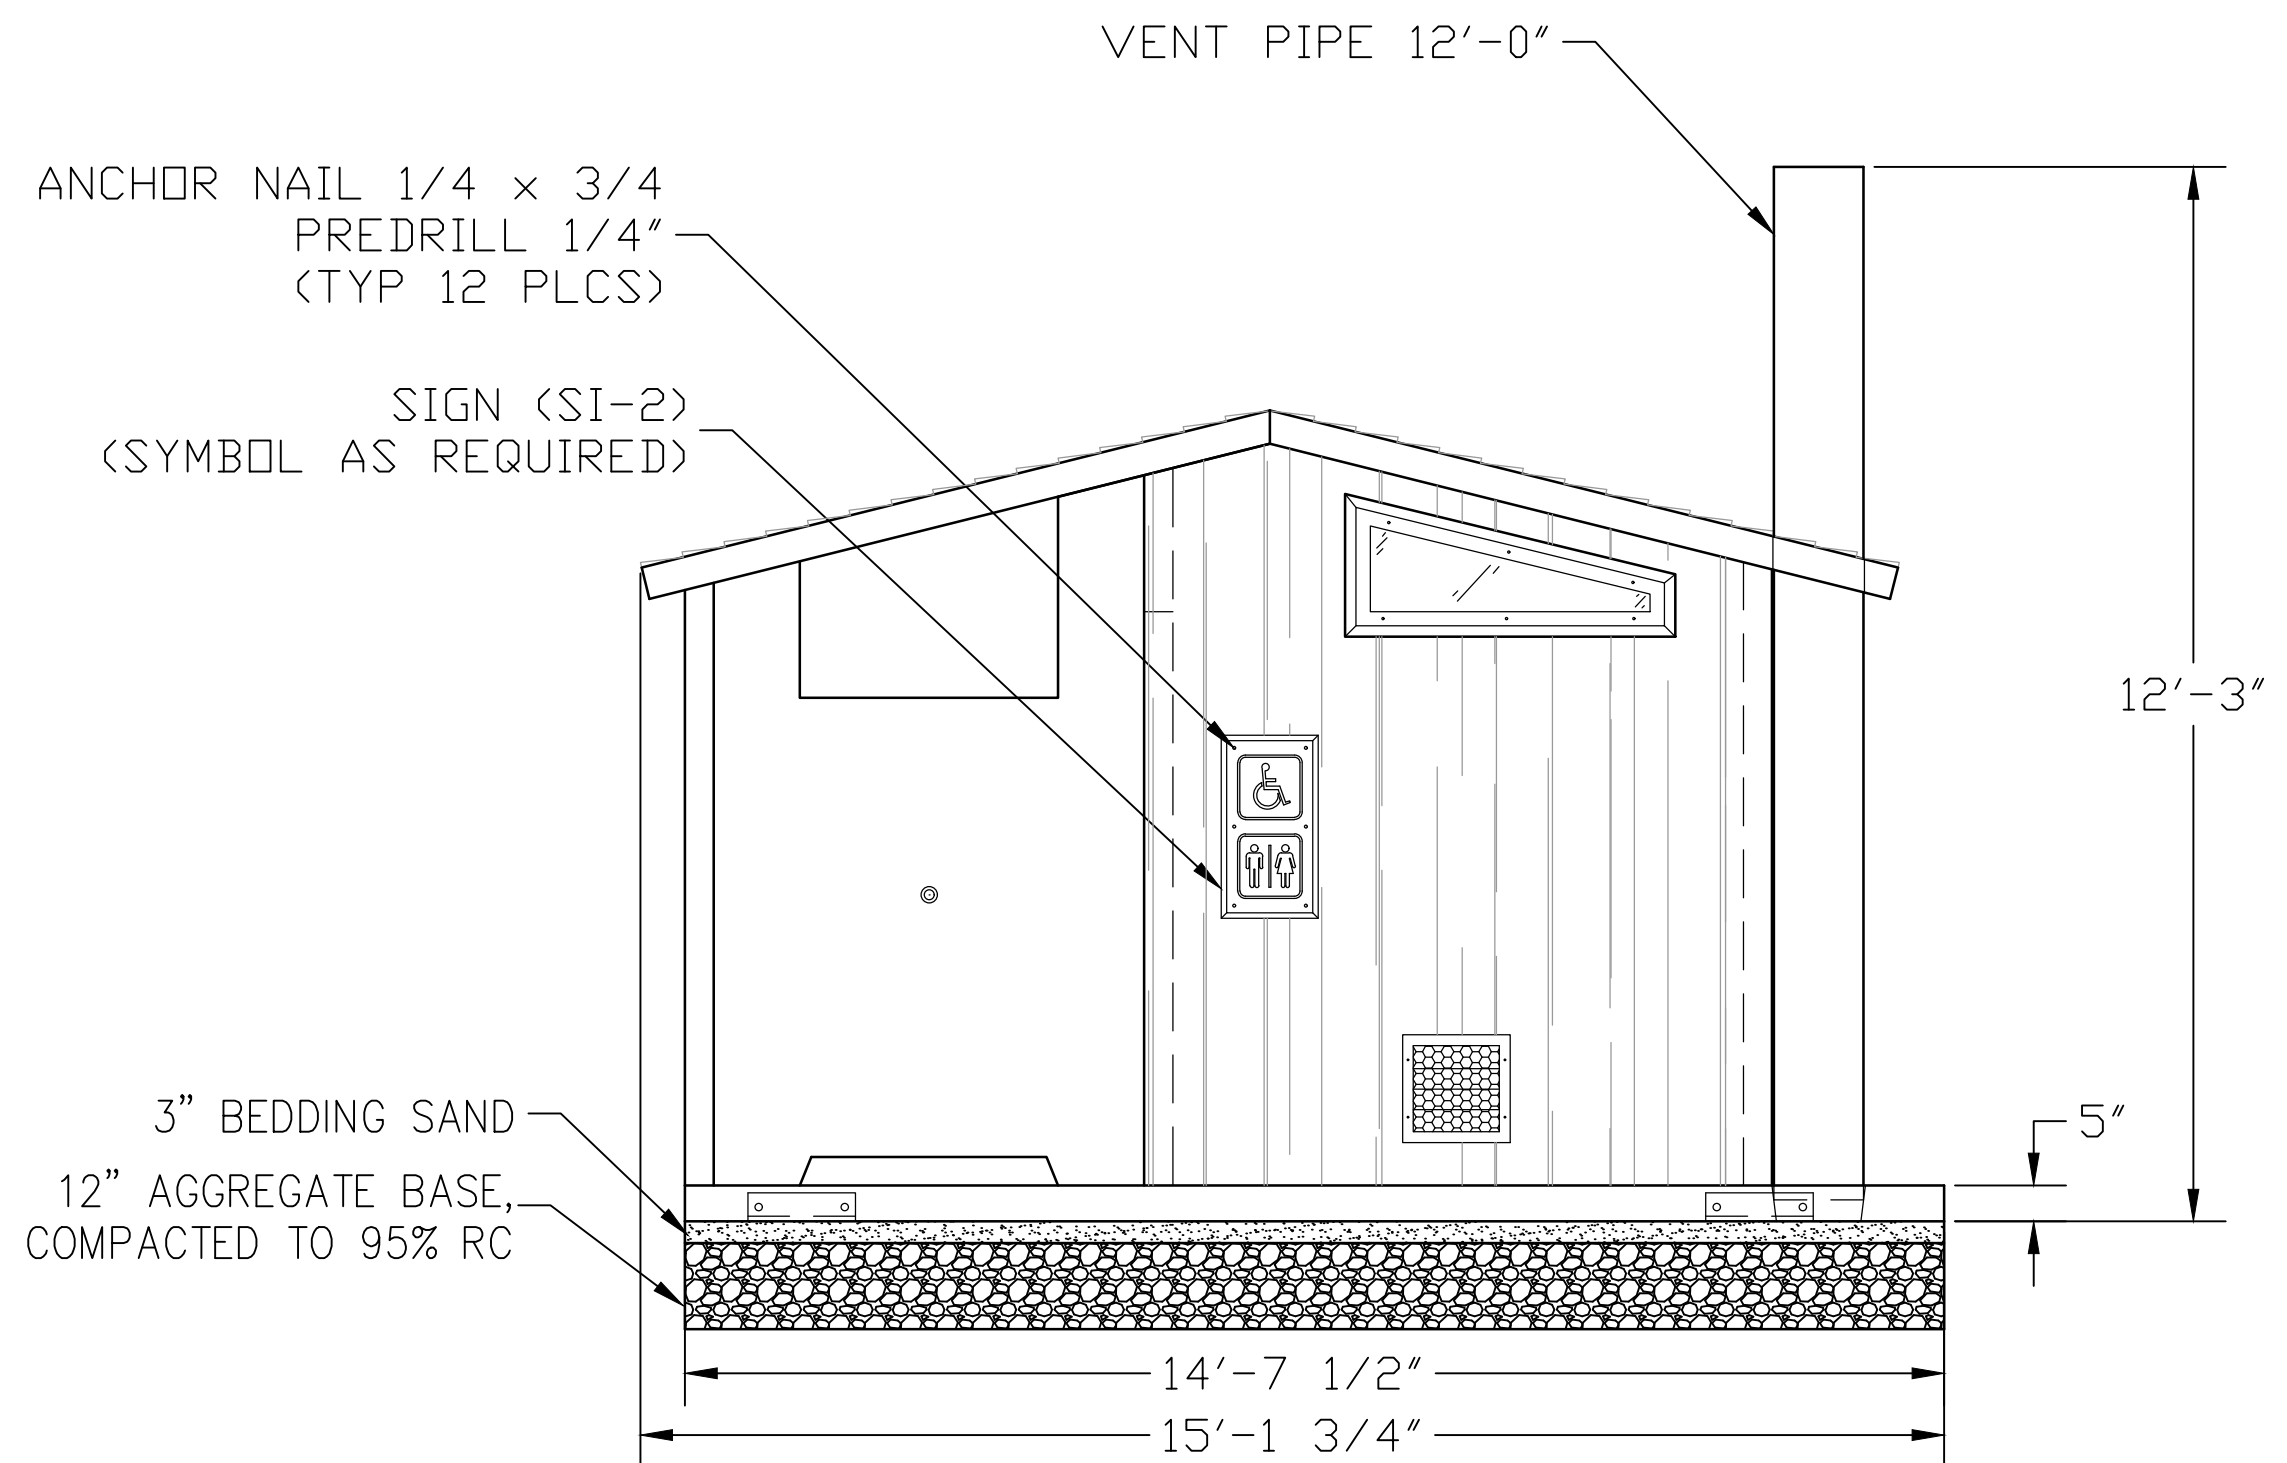 VENT PIPE 12'-0"
ANCHOR NAIL 1/4 x 3/4
PREDRILL 1/4"
(TYP 12 PLCS)
SIGN (SI-2)
(SYMBOL AS REQUIRED)
12'-3"
3" BEDDING SAND
5"
12" AGGREGATE BASE,
COMPACTED TO 95% RC
14'-7 1/2"
15'-1 3/4"